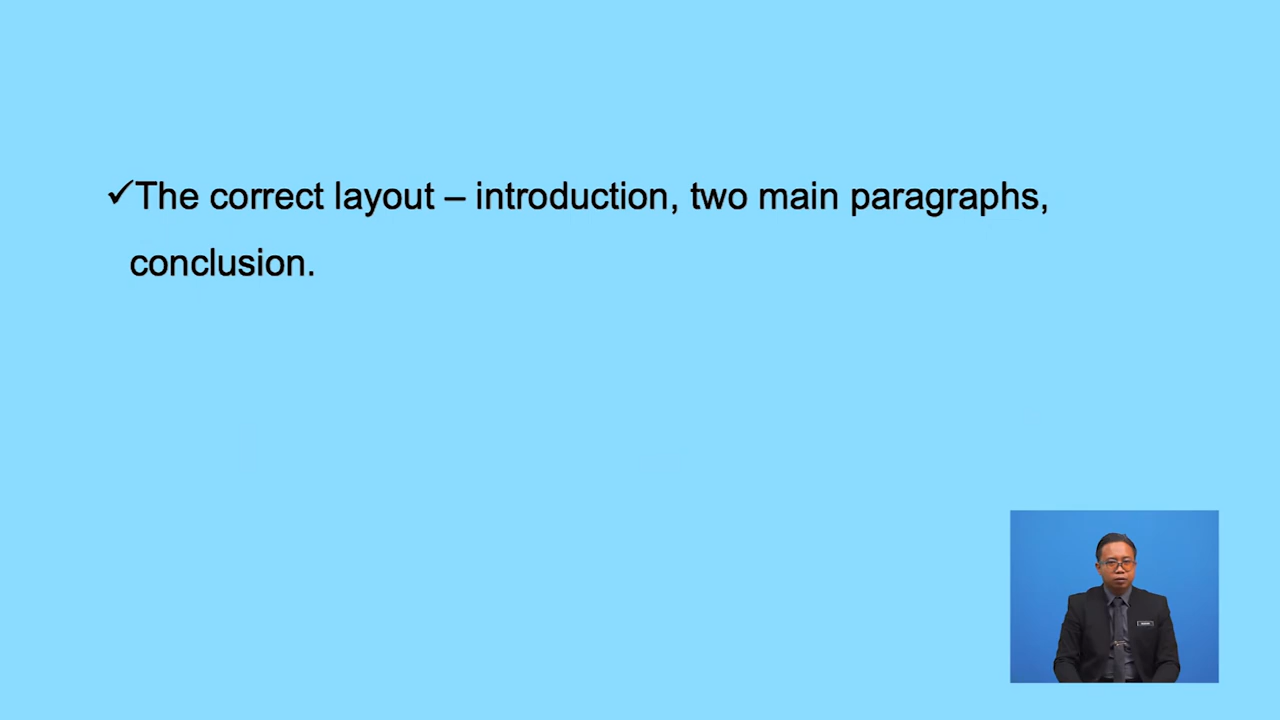 ✓The correct layout – introduction, two main paragraphs,
conclusion.